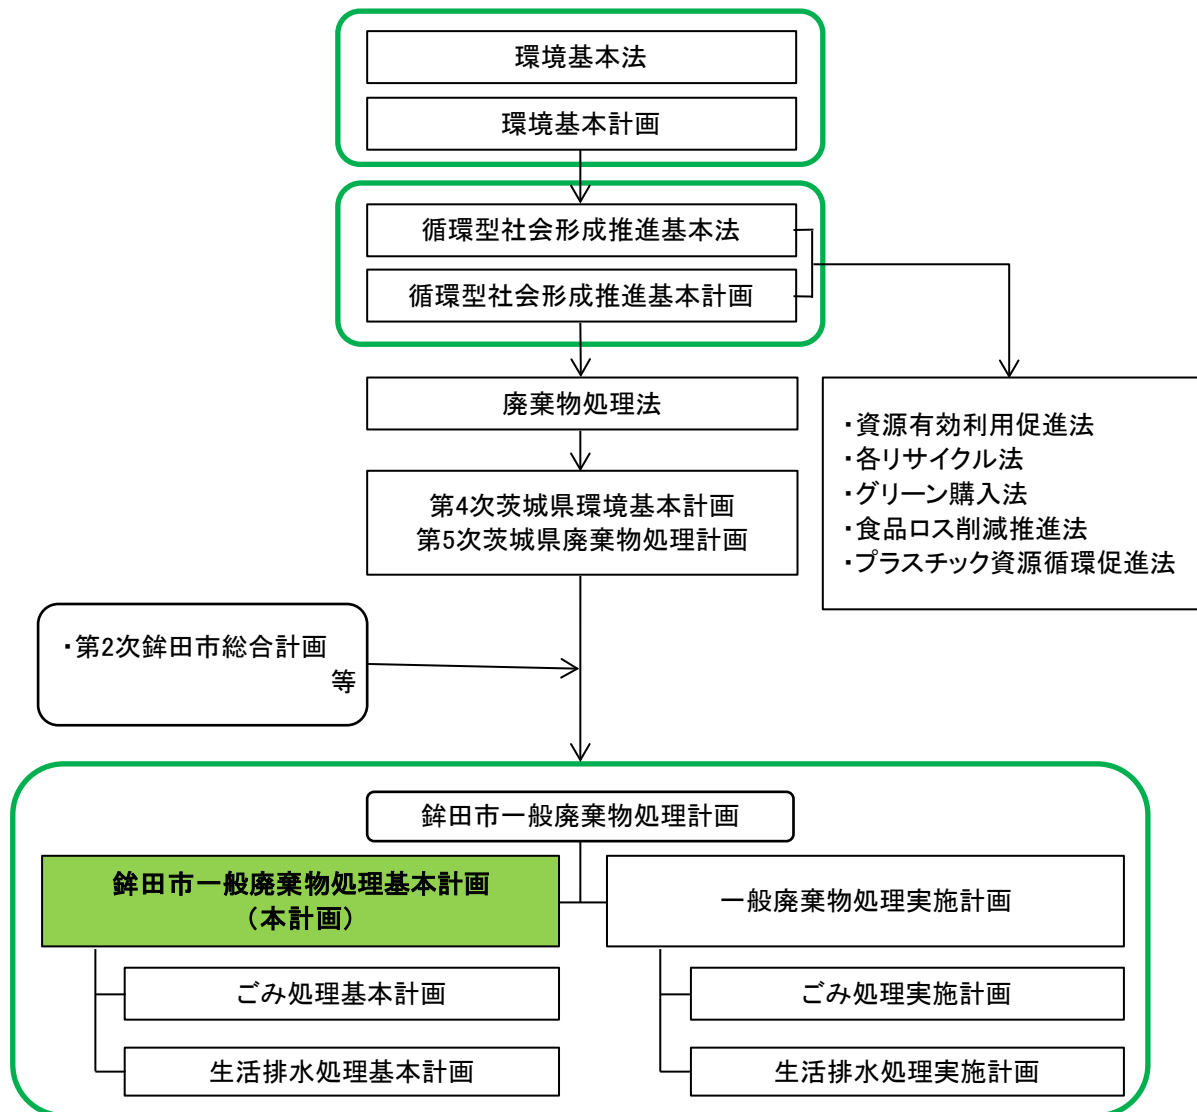 環境基本法
環境基本計画
循環型社会形成推進基本法
循環型社会形成推進基本計画
廃棄物処理法
・資源有効利用促進法
・各リサイクル法
・グリーン購入法
・食品ロス削減推進法
・プラスチック資源循環促進法
第4次茨城県環境基本計画
第5次茨城県廃棄物処理計画
・第2次鉾田市総合計画
等
鉾田市一般廃棄物処理計画
鉾田市一般廃棄物処理基本計画
（本計画）
一般廃棄物処理実施計画
ごみ処理基本計画
ごみ処理実施計画
生活排水処理基本計画
生活排水処理実施計画